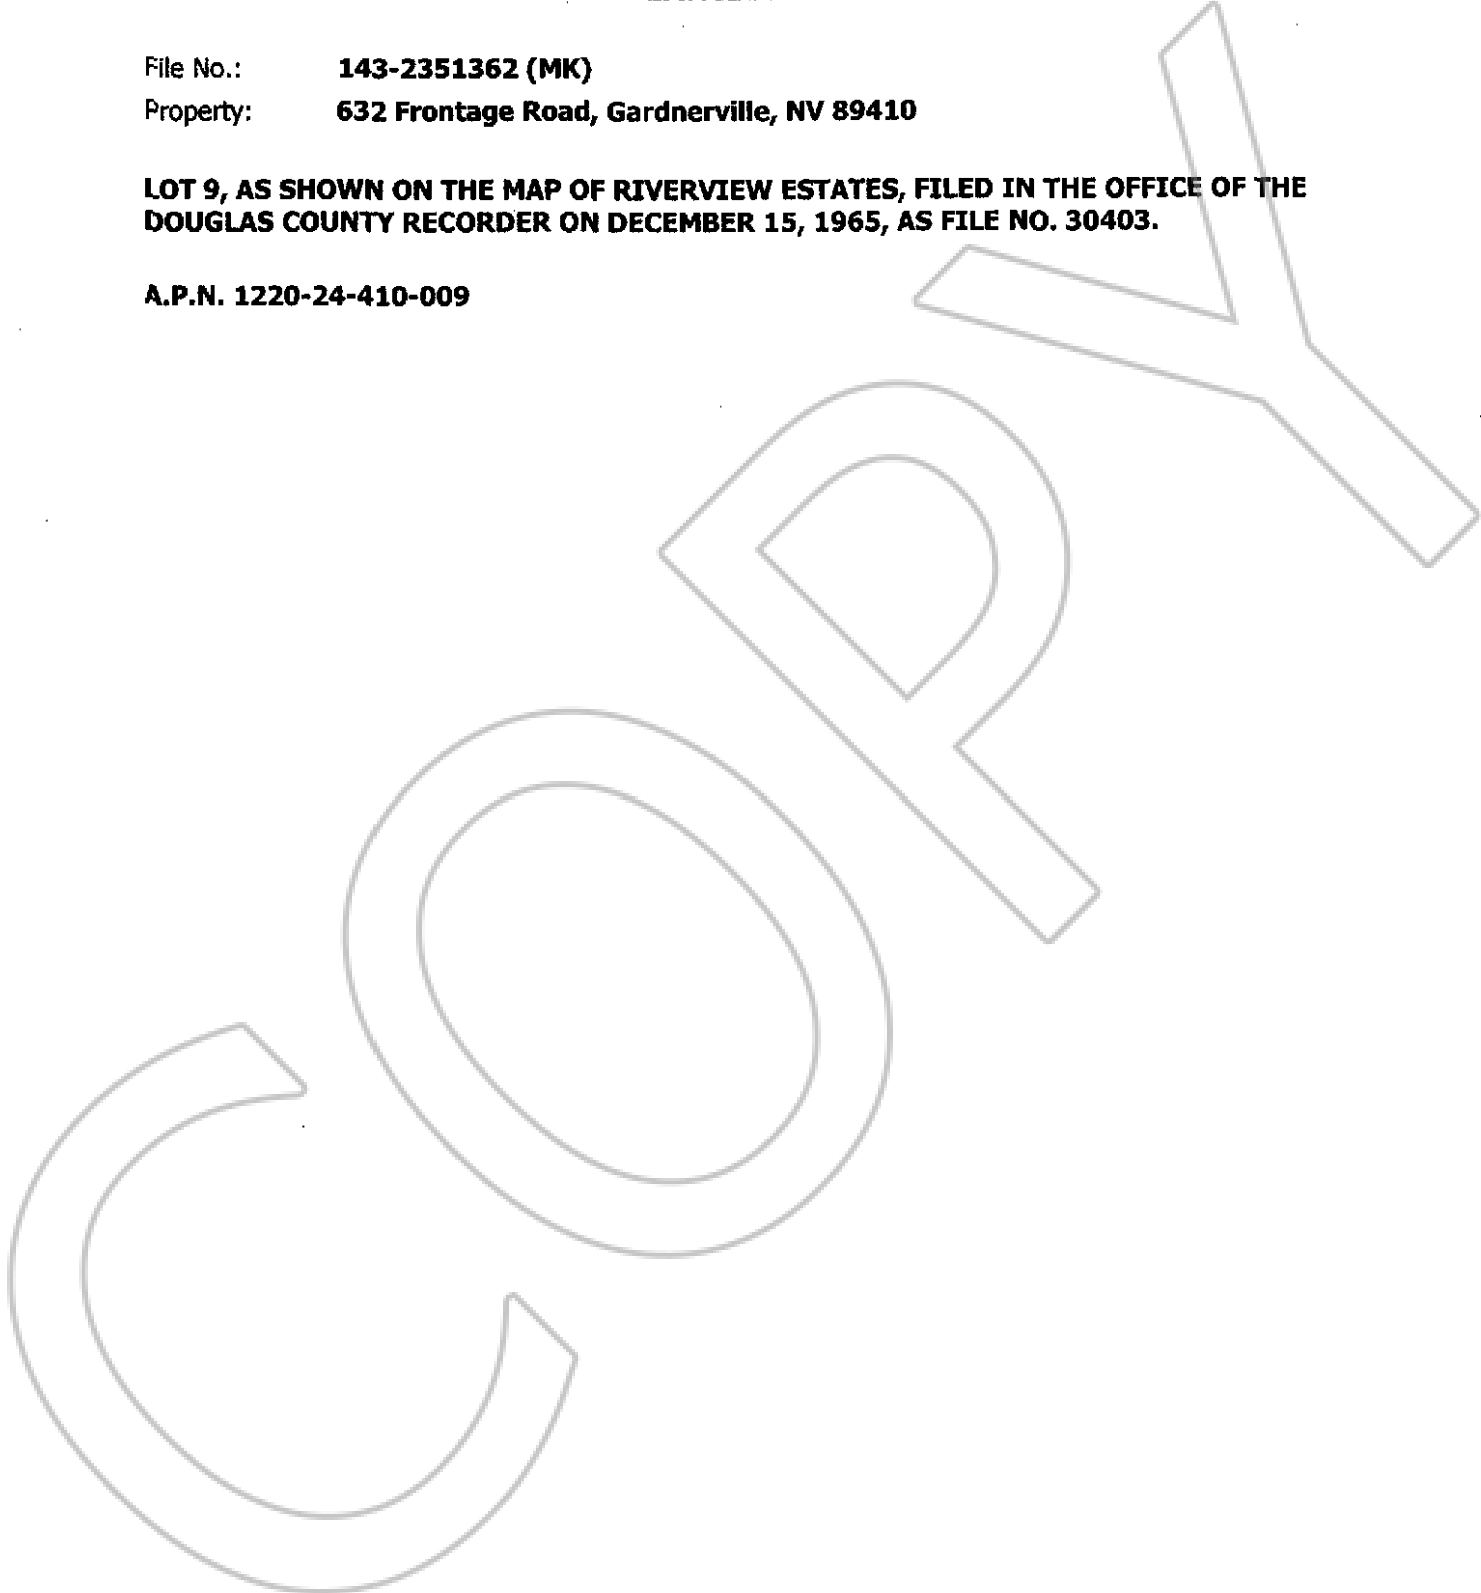 File No.: 143-2351362 (MK)
Property: 632 Frontage Road, Gardnerville, NV 89410
LOT 9, AS SHOWN ON THE MAP OF RIVERVIEW ESTATES, FILED IN THE OFFICE OF THE
DOUGLAS COUNTY RECORDER ON DECEMBER 15, 1965, AS FILE NO. 30403.
A.P.N. 1220-24-410-009
COPY